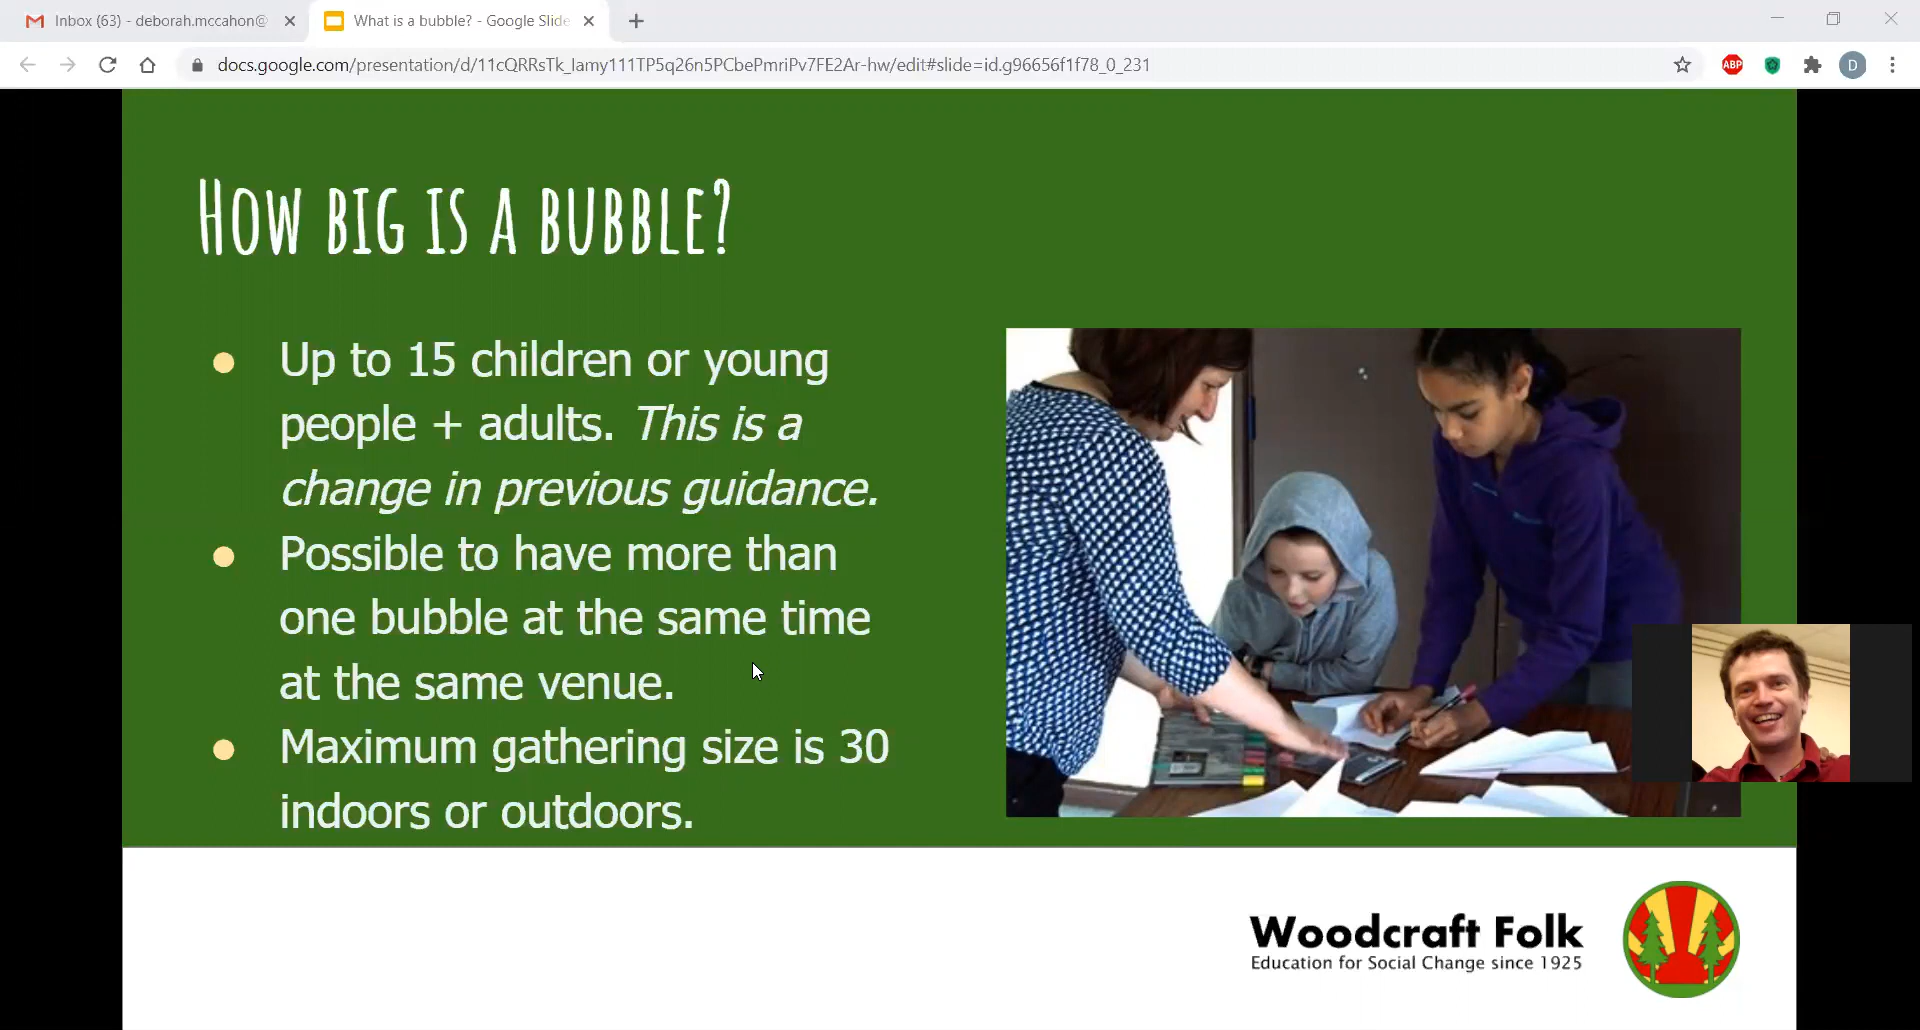 Inbox (63) - deborah.mccahon@
What is a bubble? - Google Slide
docs.google.com/presentation/d/11cQRRsTk_Iamy111TP5q26n5PCbePmriPv7FE2Ar-hw/edit#slide=id.g96656f1f78_0_231
ABP
D
HOW BIG IS A BUBBLE?
● Up to 15 children or young
people + adults. This is a
change in previous guidance.
● Possible to have more than
one bubble at the same time
at the same venue.
● Maximum gathering size is 30
indoors or outdoors.
Woodcraft Folk
Education for Social Change since 1925